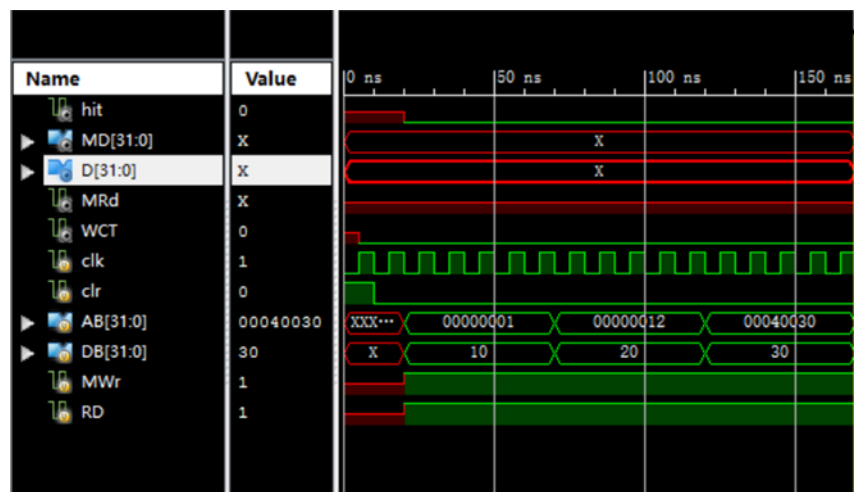 Name Value 0 ns 50 ns 100 ns 150 ns
hit 0
MD[31:0] X X
D[31:0] X X
MRd X
WCT 0
clk 1
clr 0
AB[31:0] 00040030 XXX··· 00000001 00000012 00040030
DB[31:0] 30 X 10 20 30
MWr 1
RD 1